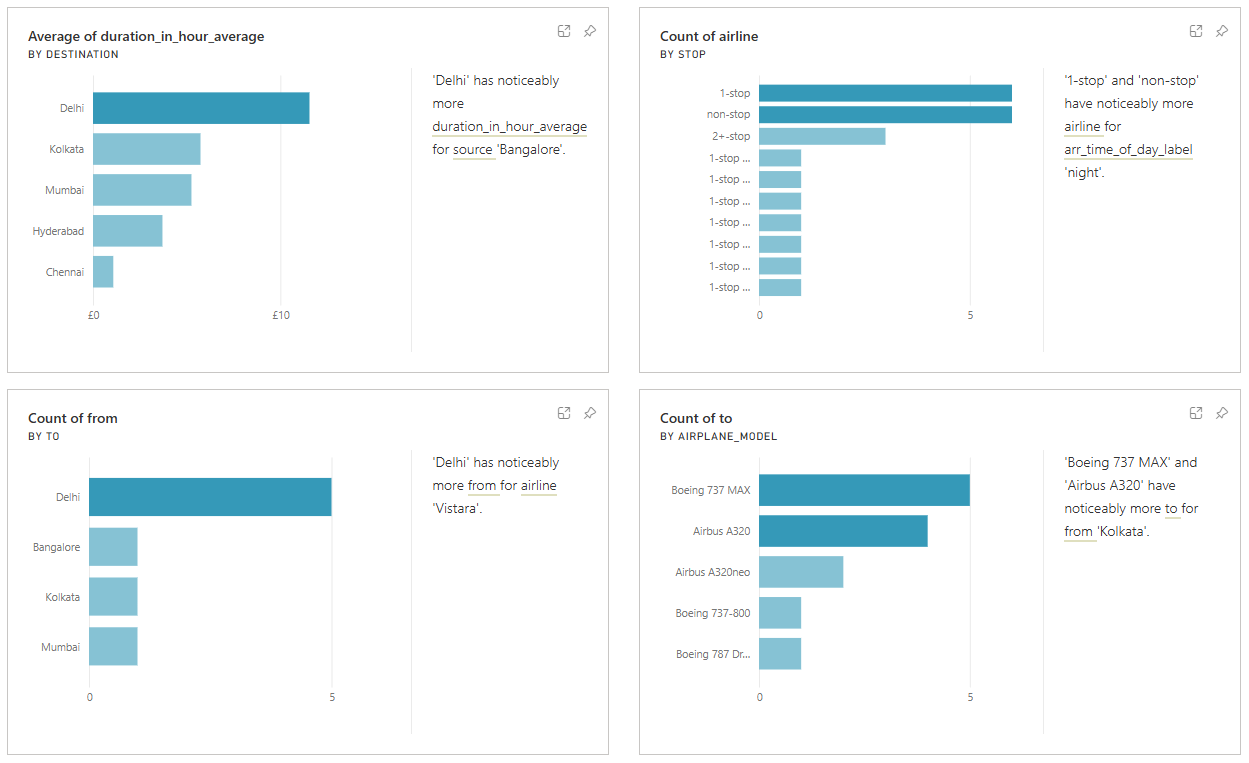 Average of duration_in_hour_average
BY DESTINATION
Delhi
Kolkata
Mumbai
Hyderabad
Chennai
£0
£10
'Delhi' has noticeably
more
duration_in_hour_average
for source 'Bangalore'.
Count of airline
BY STOP
1-stop
non-stop
2+-stop
1-stop ...
1-stop ...
1-stop ...
1-stop ...
1-stop ...
1-stop ...
1-stop ...
0
5
'1-stop' and 'non-stop'
have noticeably more
airline for
arr_time_of_day_label
'night'.
Count of from
BY TO
Delhi
Bangalore
Kolkata
Mumbai
0
5
'Delhi' has noticeably
more from for airline
'Vistara'.
Count of to
BY AIRPLANE_MODEL
Boeing 737 MAX
Airbus A320
Airbus A320neo
Boeing 737-800
Boeing 787 Dr...
0
5
'Boeing 737 MAX' and
'Airbus A320' have
noticeably more to for
from 'Kolkata'.